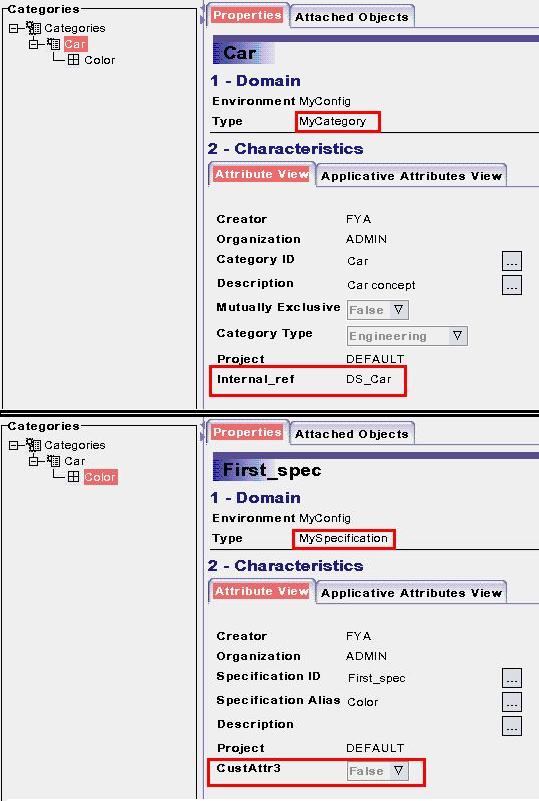 Categories
Categories
Car
Color
Properties Attached Objects
Car
1 - Domain
Environment MyConfig
Type MyCategory
2 - Characteristics
Attribute View Applicative Attributes View
Creator FYA
Organization ADMIN
Category ID Car ...
Description Car concept ...
Mutually Exclusive False
Category Type Engineering
Project DEFAULT
Internal_ref DS_Car
Categories
Categories
Car
Color
Properties Attached Objects
First_spec
1 - Domain
Environment MyConfig
Type MySpecification
2 - Characteristics
Attribute View Applicative Attributes View
Creator FYA
Organization ADMIN
Specification ID First_spec ...
Specification Alias Color ...
Description ...
Project DEFAULT
CustAttr3 False